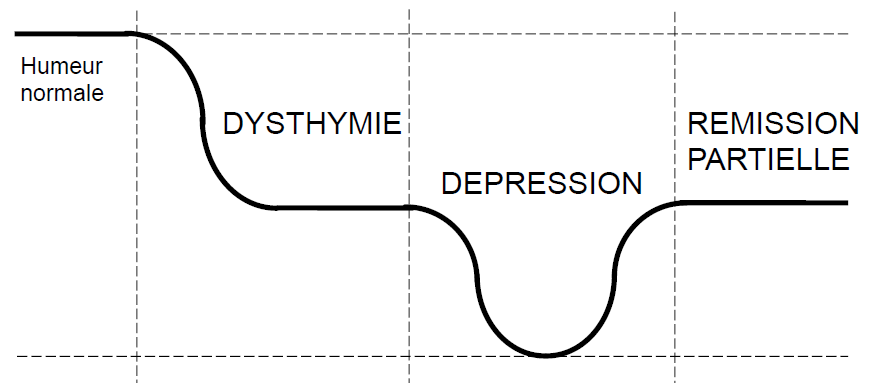 Humeur
normale
DYSTHYMIE
DEPRESSION
REMISSION
PARTIELLE